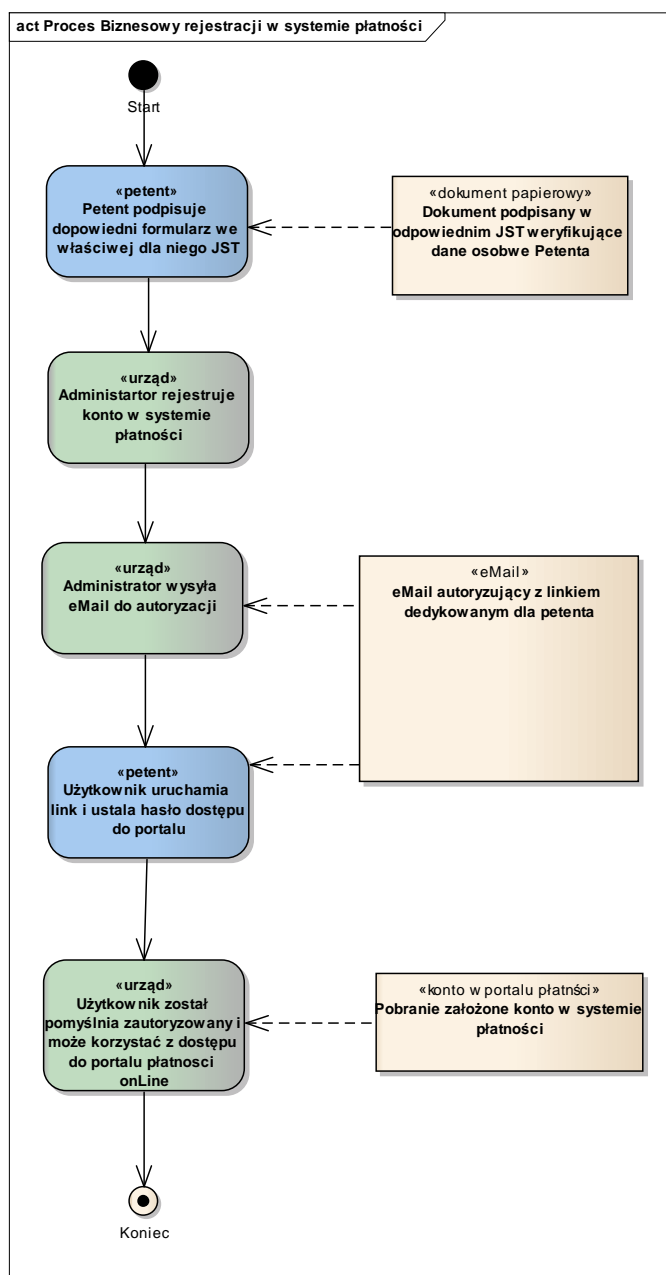 act Proces Biznesowy rejestracji w systemie płatności
Start
«petent»
Petent podpisuje
dopowiedni formularz we
właściwej dla niego JST
«dokument papierowy»
Dokument podpisany w
odpowiednim JST weryfikujące
dane osobwe Petenta
«urząd»
Administartor rejestruje
konto w systemie
płatności
«urząd»
Administrator wysyła
eMail do autoryzacji
«eMail»
eMail autoryzujący z linkiem
dedykowanym dla petenta
«petent»
Użytkownik uruchamia
link i ustala hasło dostępu
do portalu
«urząd»
Użytkownik został
pomyślnia zautoryzowany i
może korzystać z dostępu
do portalu płatnosci
onLine
«konto w portalu płatnści»
Pobranie założone konto w systemie
płatności
Koniec